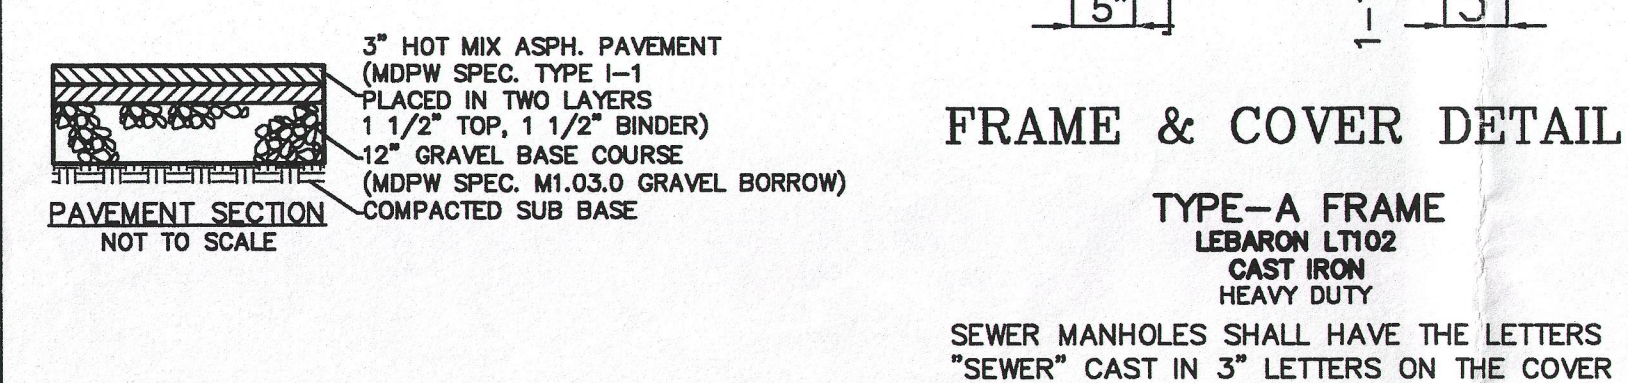 3" HOT MIX ASPH. PAVEMENT
(MDPW SPEC. TYPE I-1
PLACED IN TWO LAYERS
1 1/2" TOP, 1 1/2" BINDER)
12" GRAVEL BASE COURSE
(MDPW SPEC. M1.03.0 GRAVEL BORROW)
COMPACTED SUB BASE
PAVEMENT SECTION
NOT TO SCALE
5"
FRAME & COVER DETAIL
TYPE-A FRAME
LEBARON LT102
CAST IRON
HEAVY DUTY
SEWER MANHOLES SHALL HAVE THE LETTERS
"SEWER" CAST IN 3" LETTERS ON THE COVER